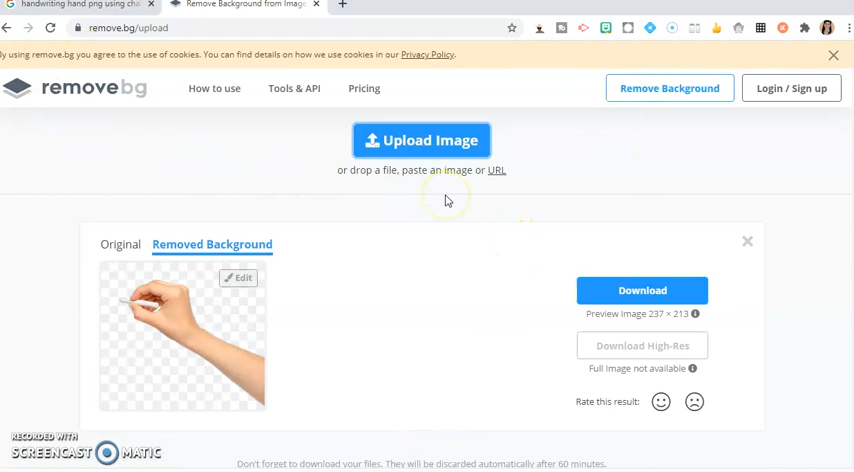 handwriting hand png using cha
Remove Background from Image
remove.bg/upload
By using remove.bg you agree to the use of cookies. You can find details on how we use cookies in our Privacy Policy.
removebg
How to use
Tools & API
Pricing
Remove Background
Login / Sign up
Upload Image
or drop a file, paste an image or URL
Original
Removed Background
Edit
Download
Preview Image 237 × 213
Download High-Res
Full Image not available
Rate this result:
RECORDED WITH
SCREENCAST MATIC
Don't forget to download your files. They will be discarded automatically after 60 minutes.